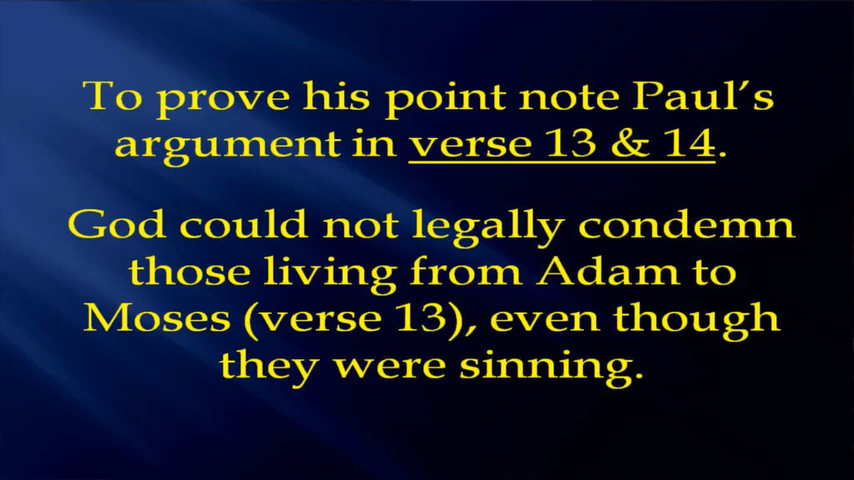 To prove his point note Paul’s
argument in verse 13 & 14.
God could not legally condemn
those living from Adam to
Moses (verse 13), even though
they were sinning.